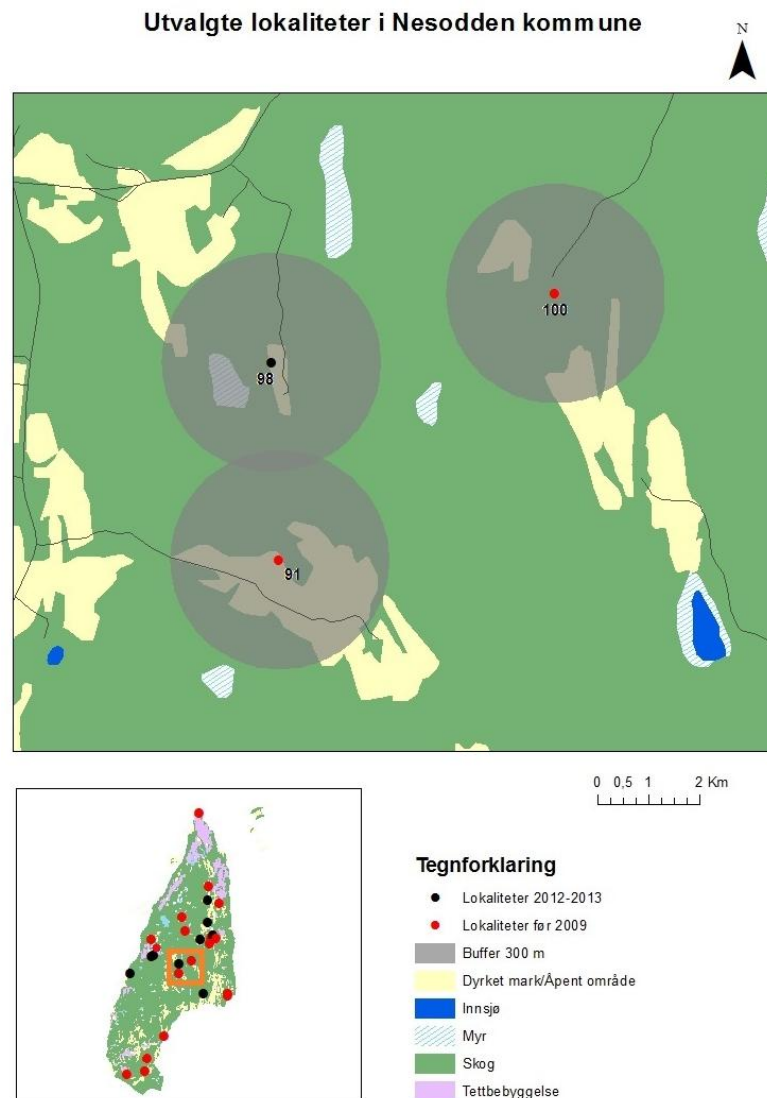 Utvalgte lokaliteter i Nesodden kommune
N
100
98
91
0 0,5 1 2 Km
Tegnforklaring
Lokaliteter 2012-2013
Lokaliteter før 2009
Buffer 300 m
Dyrket mark/Åpent område
Innsjø
Myr
Skog
Tettbebyggelse